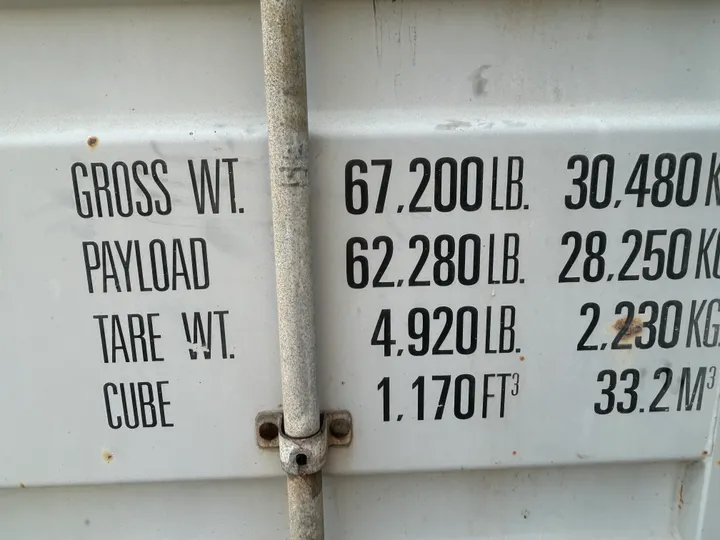 GROSS WT. 67,200 LB. 30,480 K
PAYLOAD 62,280 LB. 28,250 KG
TARE WT. 4,920 LB. 2,230 KG.
CUBE 1,170 FT³ 33.2 M³